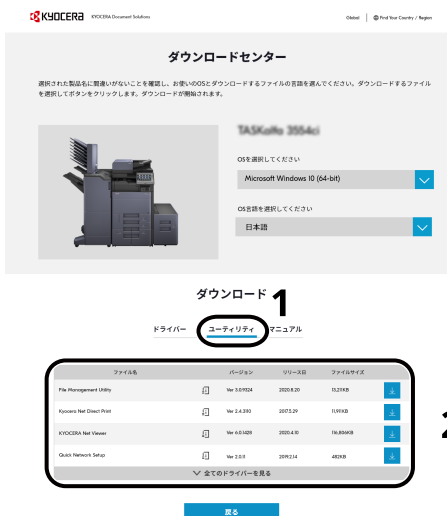 KYOCERA KYOCERA Document Solutions
Global Find Your Country / Region
ダウンロードセンター
選択された製品名に間違いがないことを確認し、お使いのOSとダウンロードするファイルの言語を選んでください。ダウンロードするファイル
を選択してボタンをクリックします。ダウンロードが開始されます。
TASKalfa 3554ci
OSを選択してください
Microsoft Windows 10 (64-bit)
OS言語を選択してください
日本語
ダウンロード 1
ドライバー ユーティリティ マニュアル
ファイル名 バージョン リリース日 ファイルサイズ
File Management Utility Ver 3.0.9324 2020.8.20 13,211KB
Kyocera Net Direct Print Ver 2.4.3110 2017.5.29 11,911KB
KYOCERA Net Viewer Ver 6.0.1428 2020.4.10 116,806KB
Quick Network Setup Ver 2.0.11 2019.2.14 482KB
全てのドライバーを見る
2
戻る